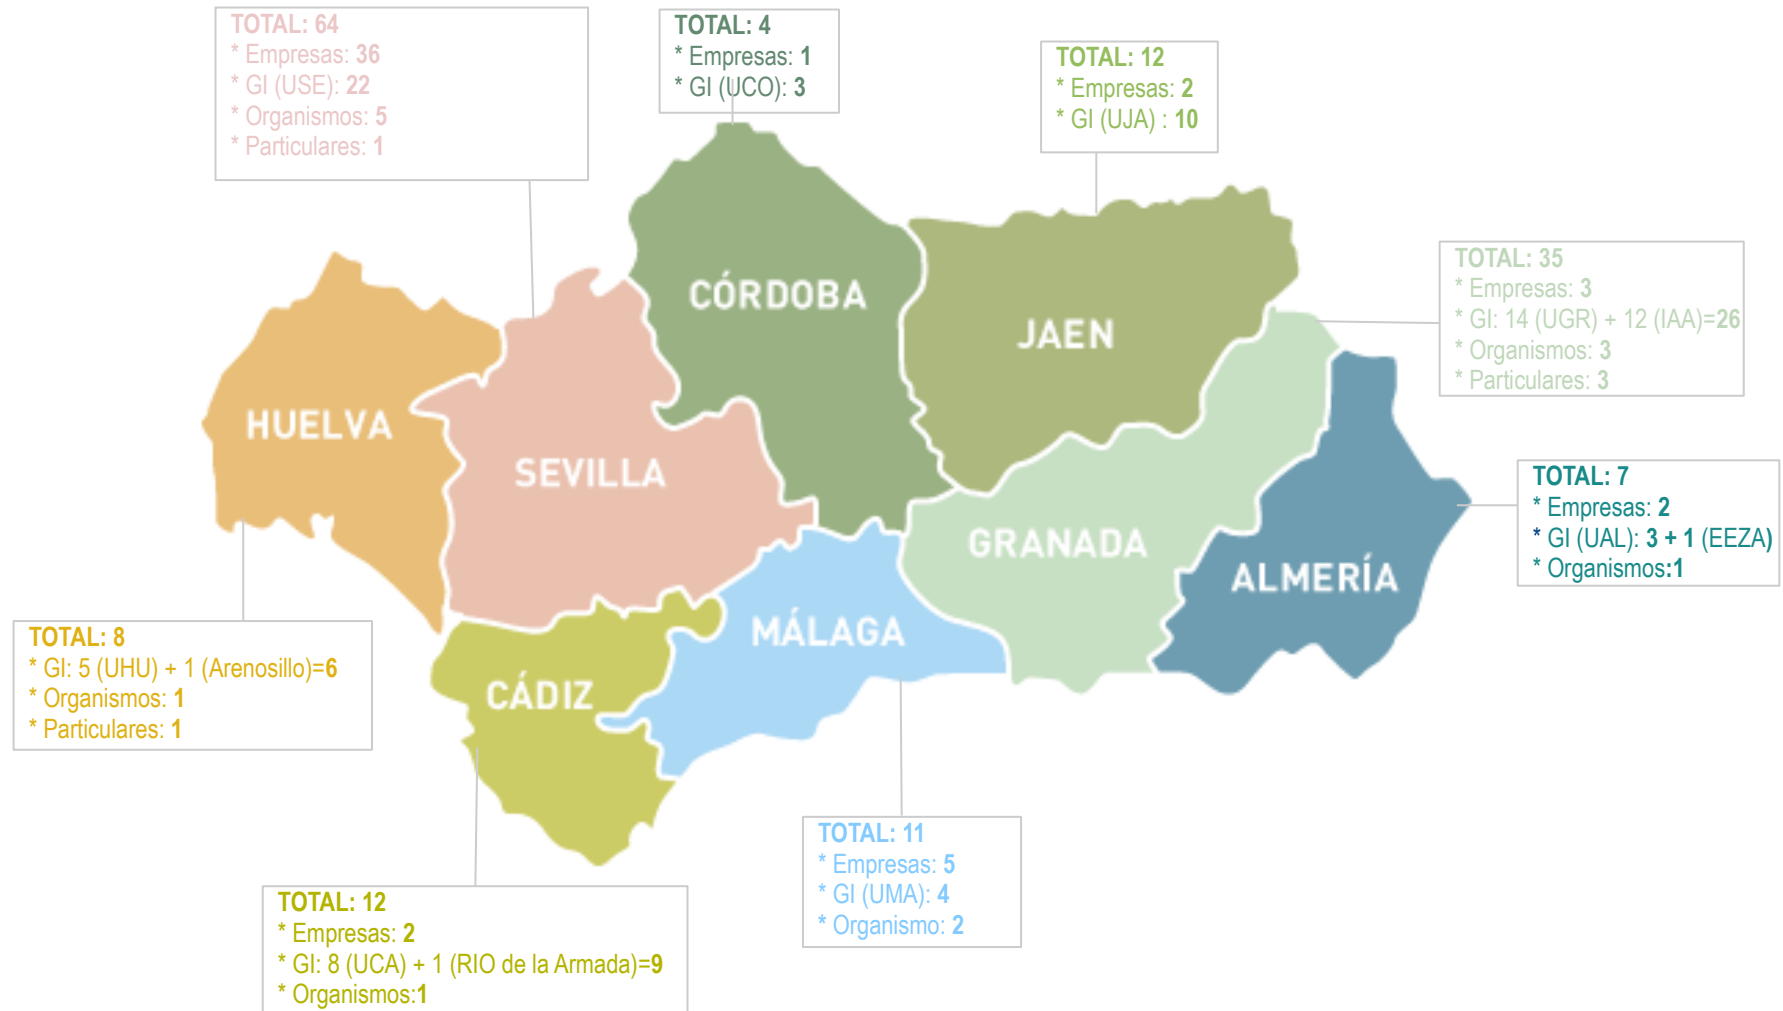 TOTAL: 64
* Empresas: 36
* GI (USE): 22
* Organismos: 5
* Particulares: 1
TOTAL: 4
* Empresas: 1
* GI (UCO): 3
TOTAL: 12
* Empresas: 2
* GI (UJA) : 10
TOTAL: 35
* Empresas: 3
* GI: 14 (UGR) + 12 (IAA)=26
* Organismos: 3
* Particulares: 3
CÓRDOBA
JAEN
HUELVA
SEVILLA
GRANADA
ALMERÍA
MÁLAGA
CÁDIZ
TOTAL: 7
* Empresas: 2
* GI (UAL): 3 + 1 (EEZA)
* Organismos:1
TOTAL: 8
* GI: 5 (UHU) + 1 (Arenosillo)=6
* Organismos: 1
* Particulares: 1
TOTAL: 11
* Empresas: 5
* GI (UMA): 4
* Organismo: 2
TOTAL: 12
* Empresas: 2
* GI: 8 (UCA) + 1 (RIO de la Armada)=9
* Organismos:1